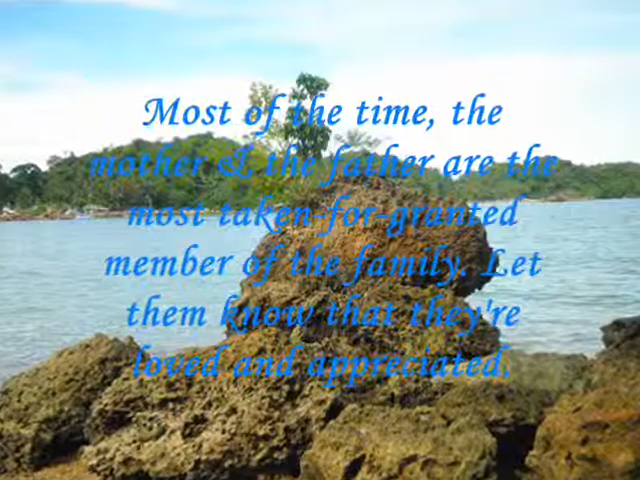 Most of the time, the
mother & the father are the
most taken-for-granted
member of the family. Let
them know that they're
loved and appreciated.